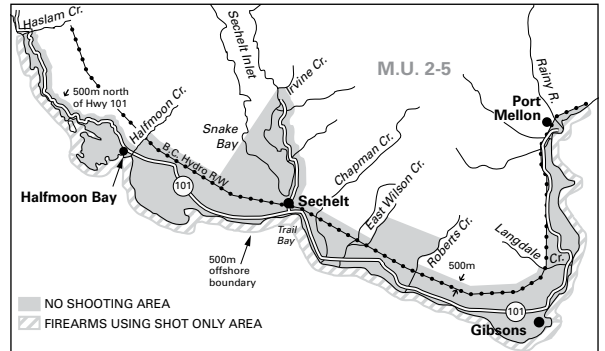 Haslam Cr.
500m north
of Hwy 101
Halfmoon Cr.
Sechelt Inlet
Irvine Cr.
M.U. 2-5
Rainy R.
Port
Mellon
Snake
Bay
B.C. Hydro R/W
Chapman Cr.
Halfmoon Bay
101
Sechelt
East Wilson Cr.
Roberts Cr.
Langdale
Cr.
Trail
Bay
500m
offshore
boundary
500m
101
Gibsons
NO SHOOTING AREA
FIREARMS USING SHOT ONLY AREA